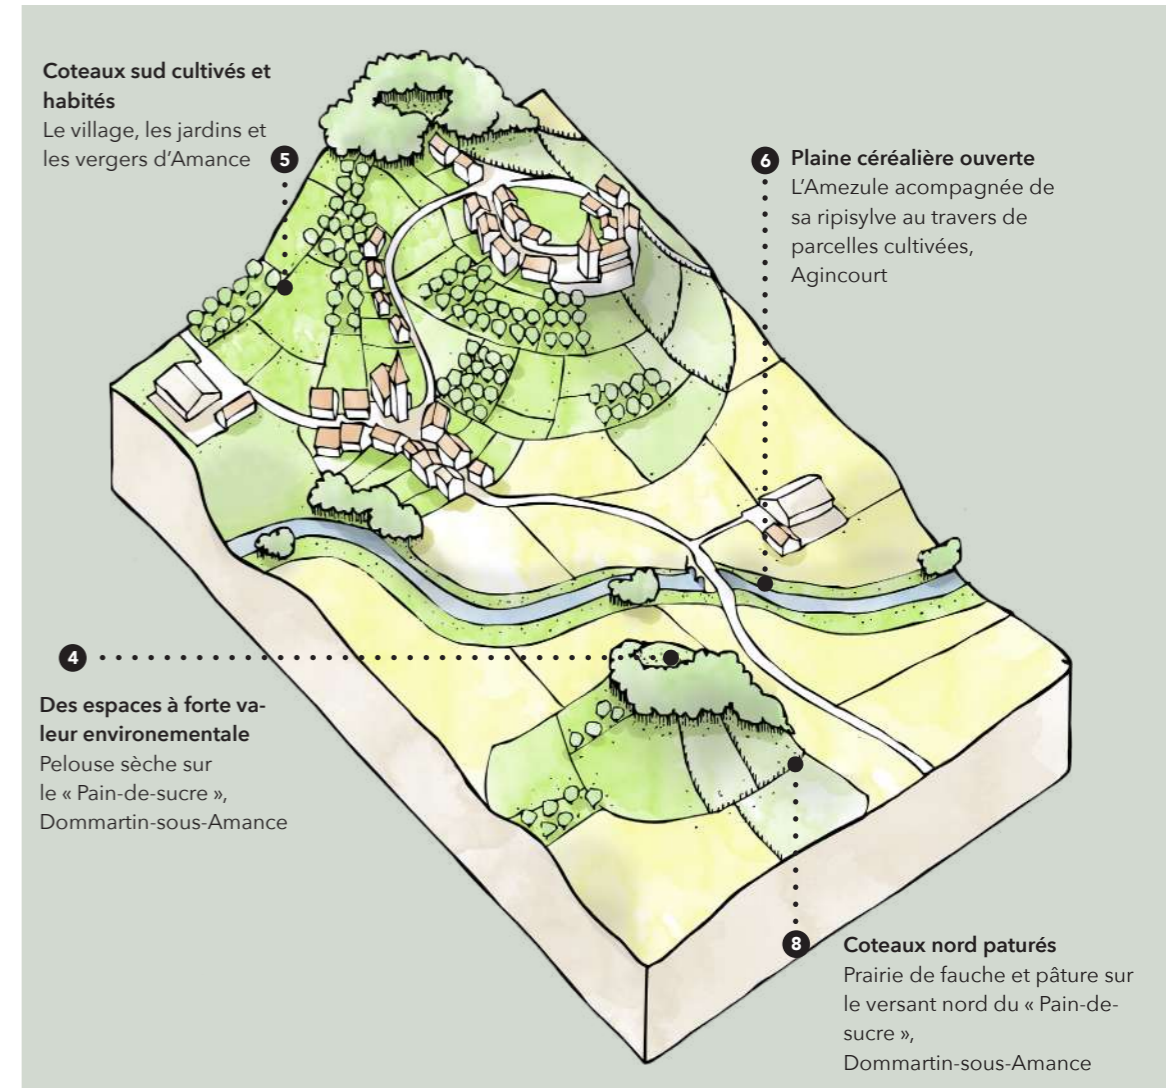 Coteaux sud cultivés et
habités
Le village, les jardins et
les vergers d'Amance
5
6
Plaine céréalière ouverte
L'Amezule acompagnée de
sa ripisylve au travers de
parcelles cultivées,
Agincourt
4
Des espaces à forte va-
leur environementale
Pelouse sèche sur
le « Pain-de-sucre »,
Dommartin-sous-Amance
8
Coteaux nord paturés
Prairie de fauche et pâture sur
le versant nord du « Pain-de-
sucre »,
Dommartin-sous-Amance